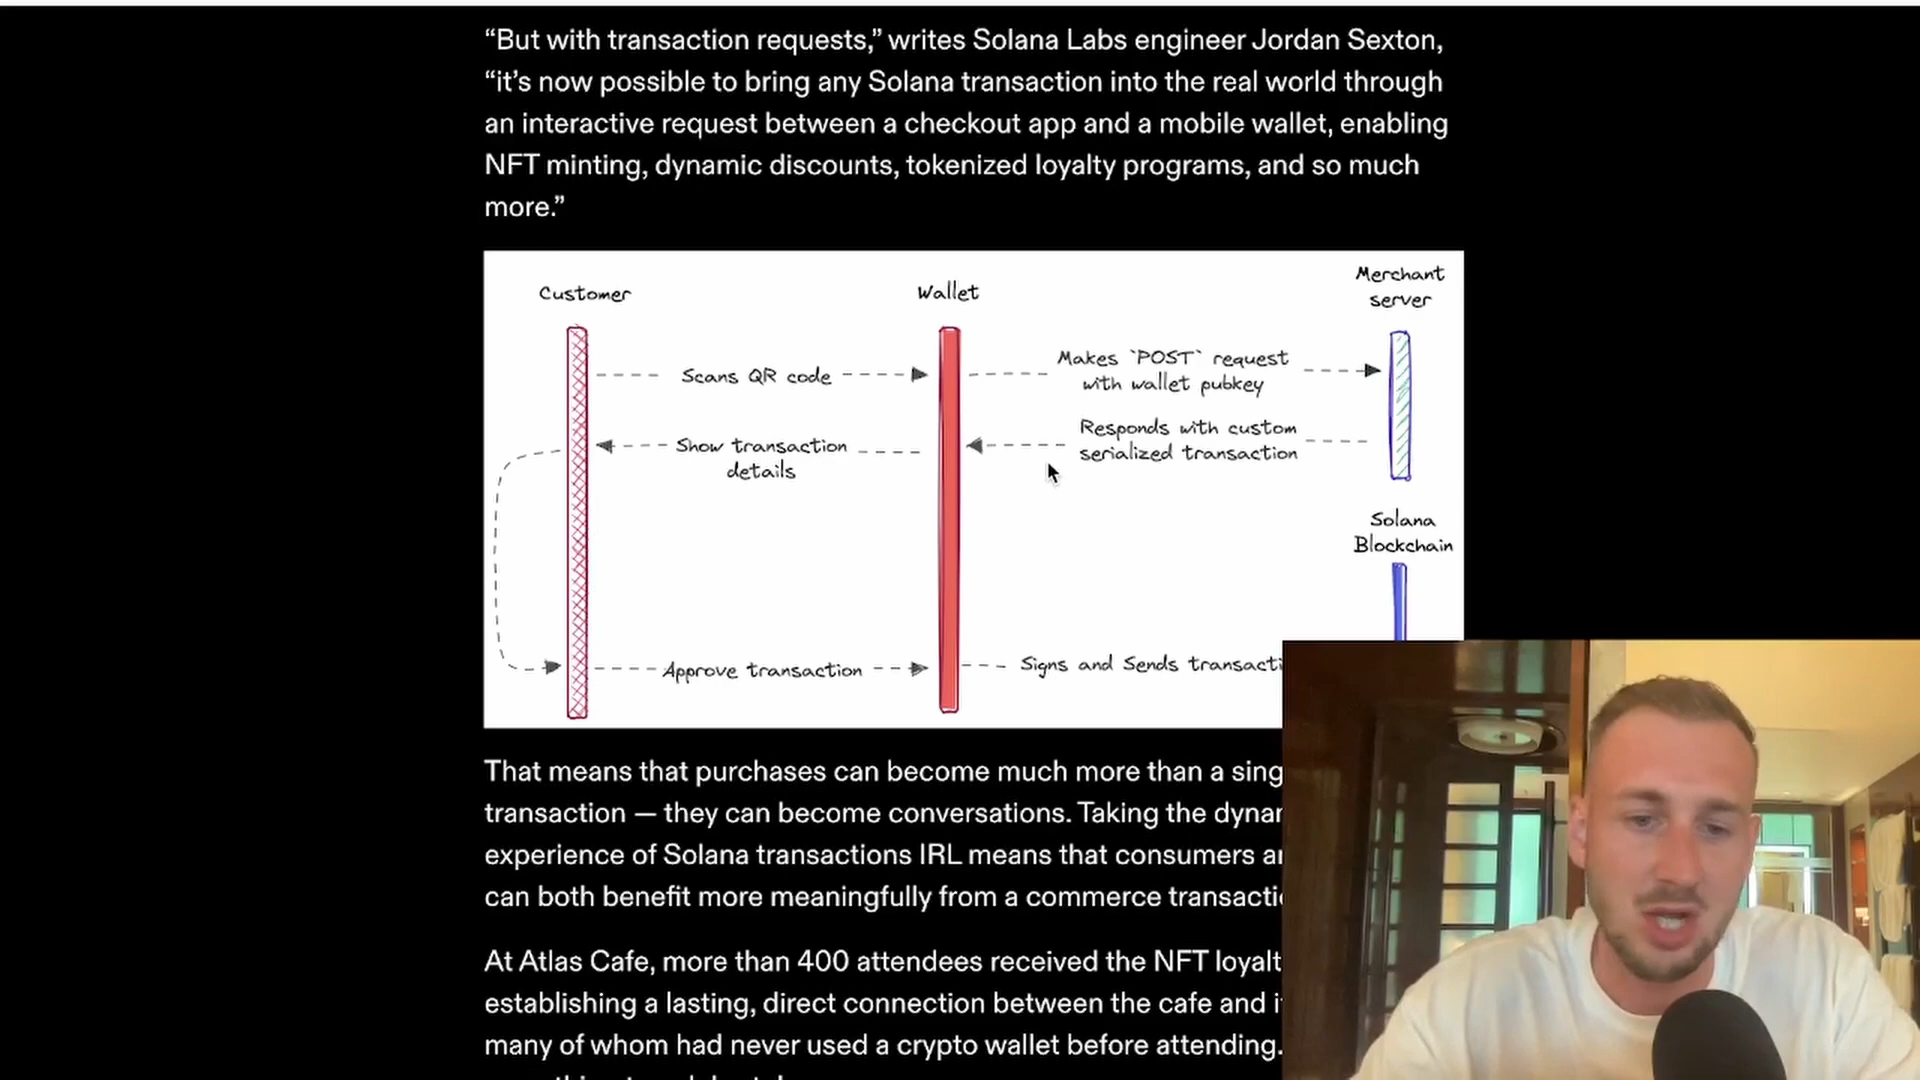 “But with transaction requests,” writes Solana Labs engineer Jordan Sexton,
“it’s now possible to bring any Solana transaction into the real world through
an interactive request between a checkout app and a mobile wallet, enabling
NFT minting, dynamic discounts, tokenized loyalty programs, and so much
more.”
Customer
Wallet
Merchant
server
Scans QR code
Makes `POST` request
with wallet pubkey
Show transaction
details
Responds with custom
serialized transaction
Solana
Blockchain
Approve transaction
Signs and Sends transacti
That means that purchases can become much more than a sing
transaction — they can become conversations. Taking the dynar
experience of Solana transactions IRL means that consumers a
can both benefit more meaningfully from a commerce transacti
At Atlas Cafe, more than 400 attendees received the NFT loyalt
establishing a lasting, direct connection between the cafe and i
many of whom had never used a crypto wallet before attending.